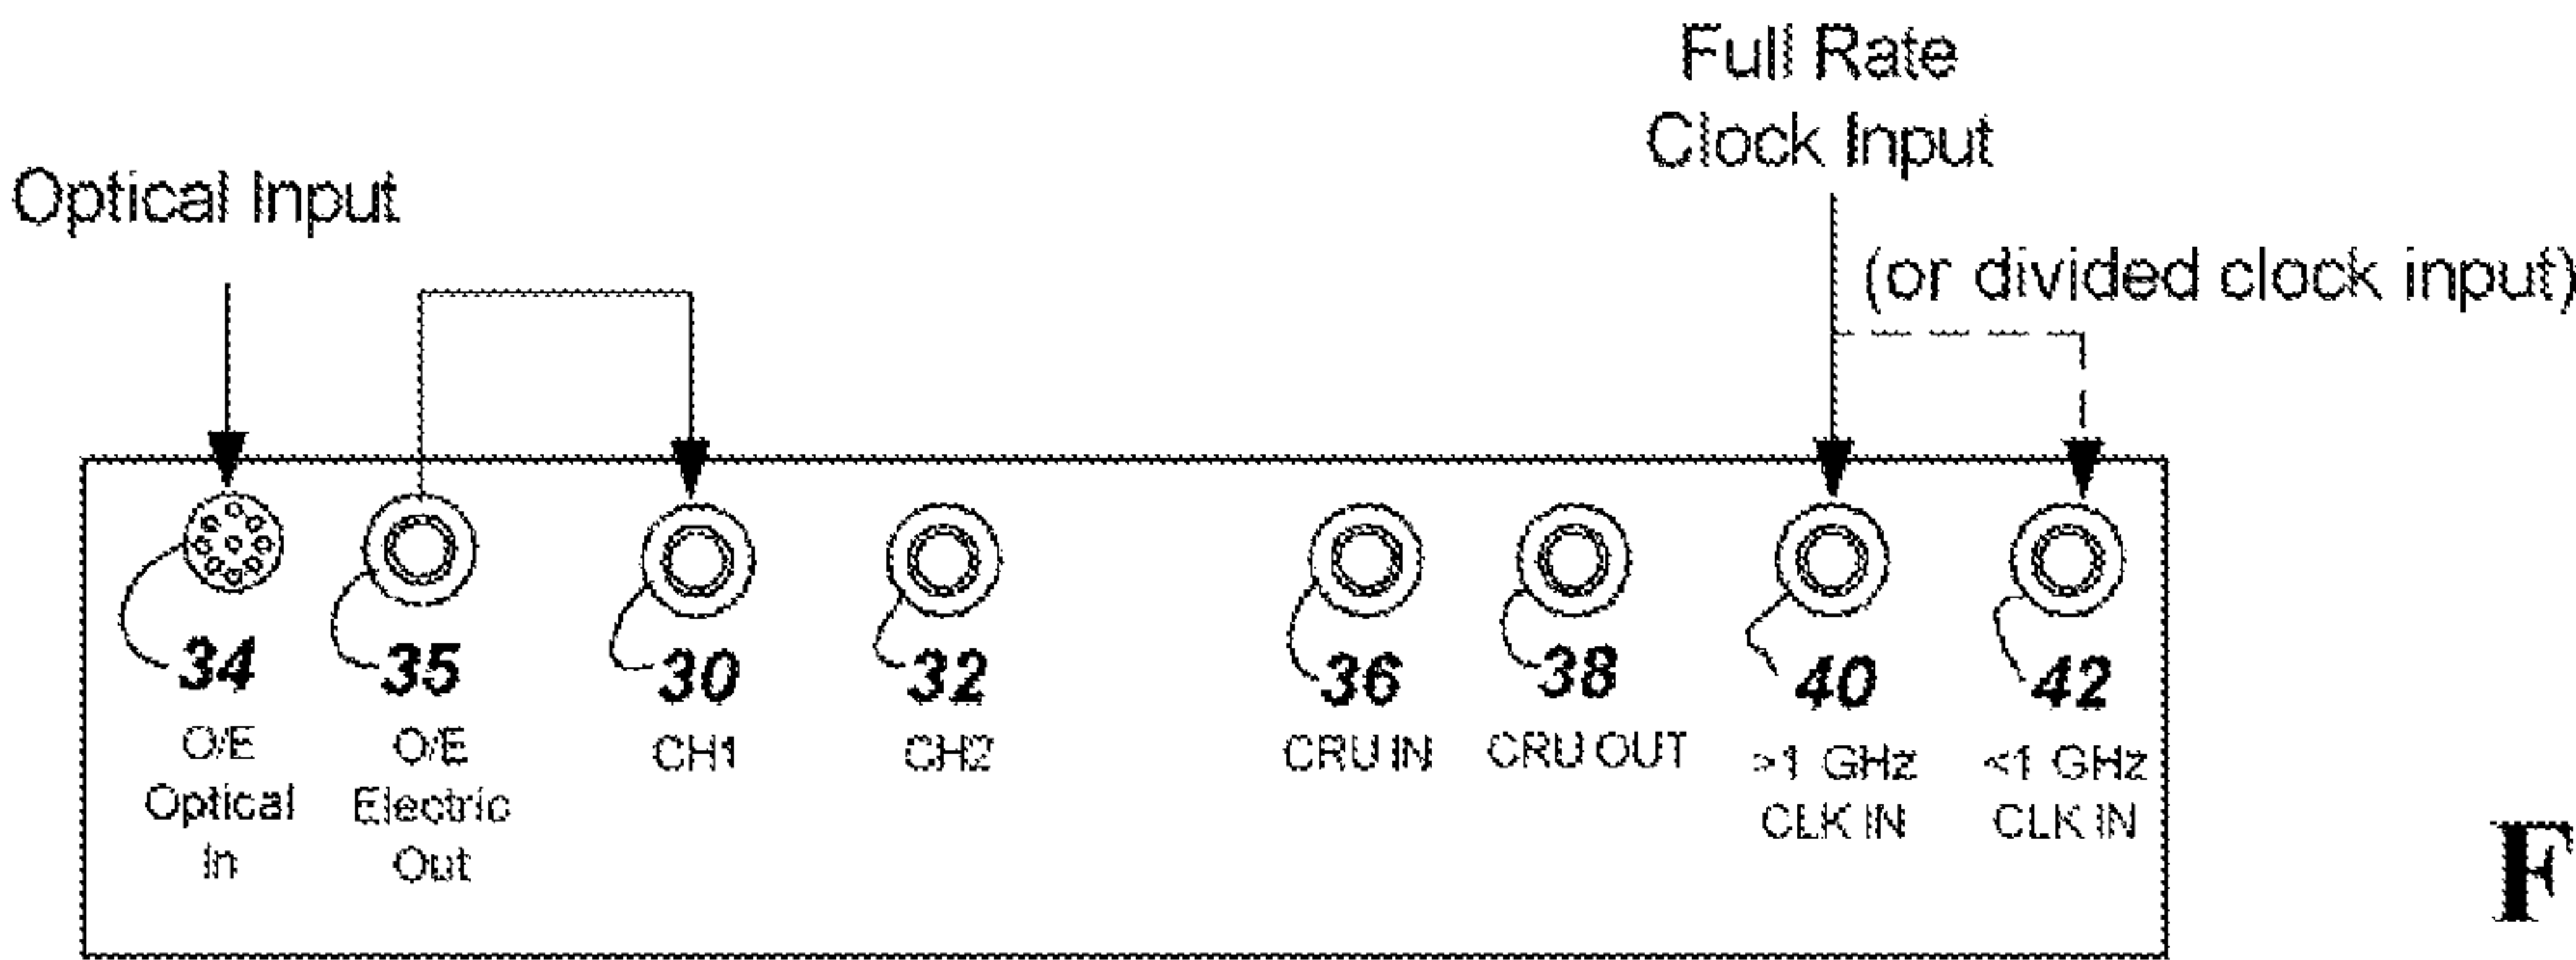 Full Rate
Clock Input
Optical Input
(or divided clock input)
34 35 30 32 36 38 40 42
O/E O/E CH1 CH2 CRU IN CRU OUT >1 GHz <1 GHz
Optical Electric CLK IN CLK IN
In Out
F